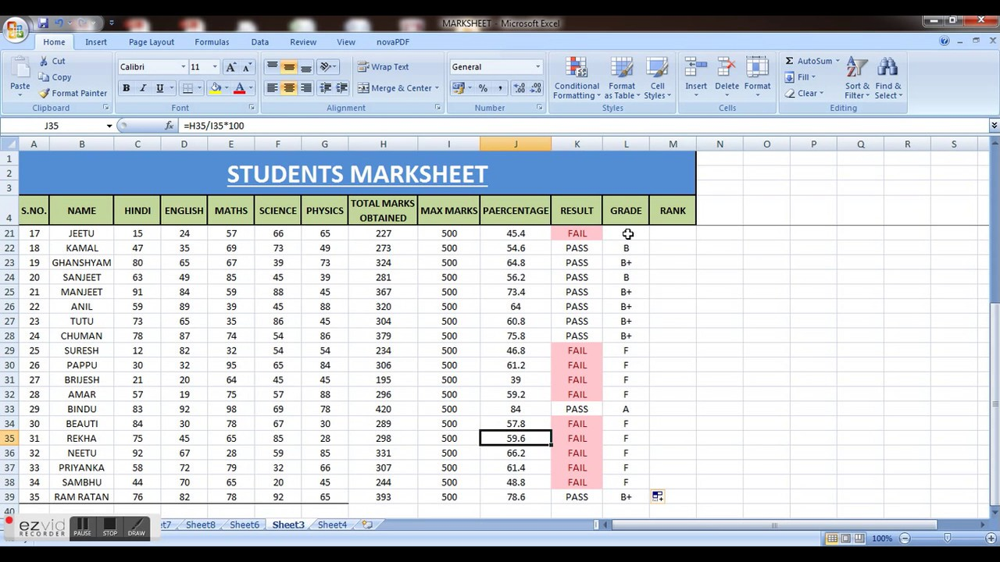 MARKSHEET - Microsoft Excel
Home Insert Page Layout Formulas Data Review View novaPDF
Paste Cut Copy Format Painter Clipboard
Calibri 11 B I U A A A Font
Wrap Text Merge & Center Alignment
General % , Number
Conditional Formatting Format as Table Cell Styles Styles
Insert Delete Format Cells
Σ AutoSum Fill Clear Sort & Filter Find & Select Editing
J35 fx =H35/I35*100
A B C D E F G H I J K L M N O P Q R S
1
2 STUDENTS MARKSHEET
3
4 S.NO. NAME HINDI ENGLISH MATHS SCIENCE PHYSICS TOTAL MARKS OBTAINED MAX MARKS PAERCENTAGE RESULT GRADE RANK
21 17 JEETU 15 24 57 66 65 227 500 45.4 FAIL
22 18 KAMAL 47 35 69 73 49 273 500 54.6 PASS B
23 19 GHANSHYAM 80 65 67 39 73 324 500 64.8 PASS B+
24 20 SANJEET 63 49 85 45 39 281 500 56.2 PASS B
25 21 MANJEET 91 84 59 88 45 367 500 73.4 PASS B+
26 22 ANIL 59 89 39 45 88 320 500 64 PASS B+
27 23 TUTU 73 65 35 86 45 304 500 60.8 PASS B+
28 24 CHUMAN 78 87 74 54 86 379 500 75.8 PASS B+
29 25 SURESH 12 82 32 54 54 234 500 46.8 FAIL F
30 26 PAPPU 30 32 95 65 84 306 500 61.2 FAIL F
31 27 BRIJESH 21 20 64 45 45 195 500 39 FAIL F
32 28 AMAR 57 19 75 57 88 296 500 59.2 FAIL F
33 29 BINDU 83 92 98 69 78 420 500 84 PASS A
34 30 BEAUTI 84 30 78 67 30 289 500 57.8 FAIL F
35 31 REKHA 75 45 65 85 28 298 500 59.6 FAIL F
36 32 NEETU 92 67 28 59 85 331 500 66.2 FAIL F
37 33 PRIYANKA 58 72 79 32 66 307 500 61.4 FAIL F
38 34 SAMBHU 44 70 65 20 45 244 500 48.8 FAIL F
39 35 RAM RATAN 76 82 78 92 65 393 500 78.6 PASS B+
40
ezvid RECORDER PAUSE STOP DRAW
Sheet8 Sheet6 Sheet3 Sheet4
100%